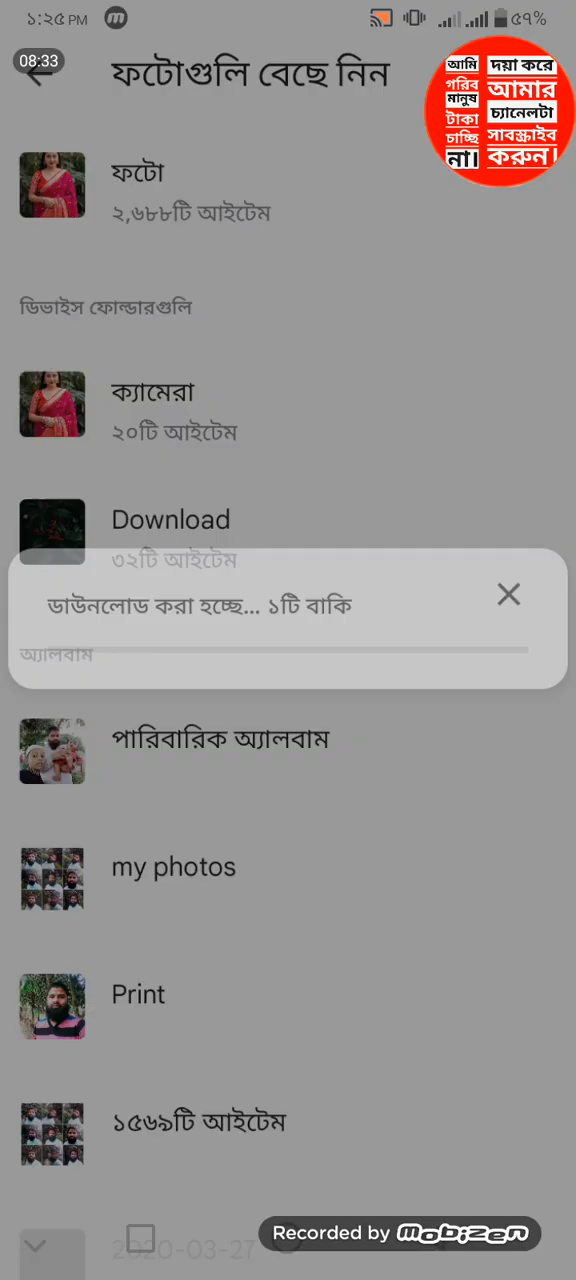 ১:২৫ PM
৫৭%
08:33
ফটোগুলি বেছে নিন
আমি
গরিব
মানুষ
টাকা
চাচ্ছি
না।
দয়া করে
আমার
চ্যানেলটা
সাবস্ক্রাইব
করুন।
ফটো
২,৬৮৮টি আইটেম
ডিভাইস ফোল্ডারগুলি
ক্যামেরা
২০টি আইটেম
Download
৩২টি আইটেম
ডাউনলোড করা হচ্ছে... ১টি বাকি
অ্যালবাম
পারিবারিক অ্যালবাম
my photos
Print
১৫৬৯টি আইটেম
2020-03-27
Recorded by mobizen